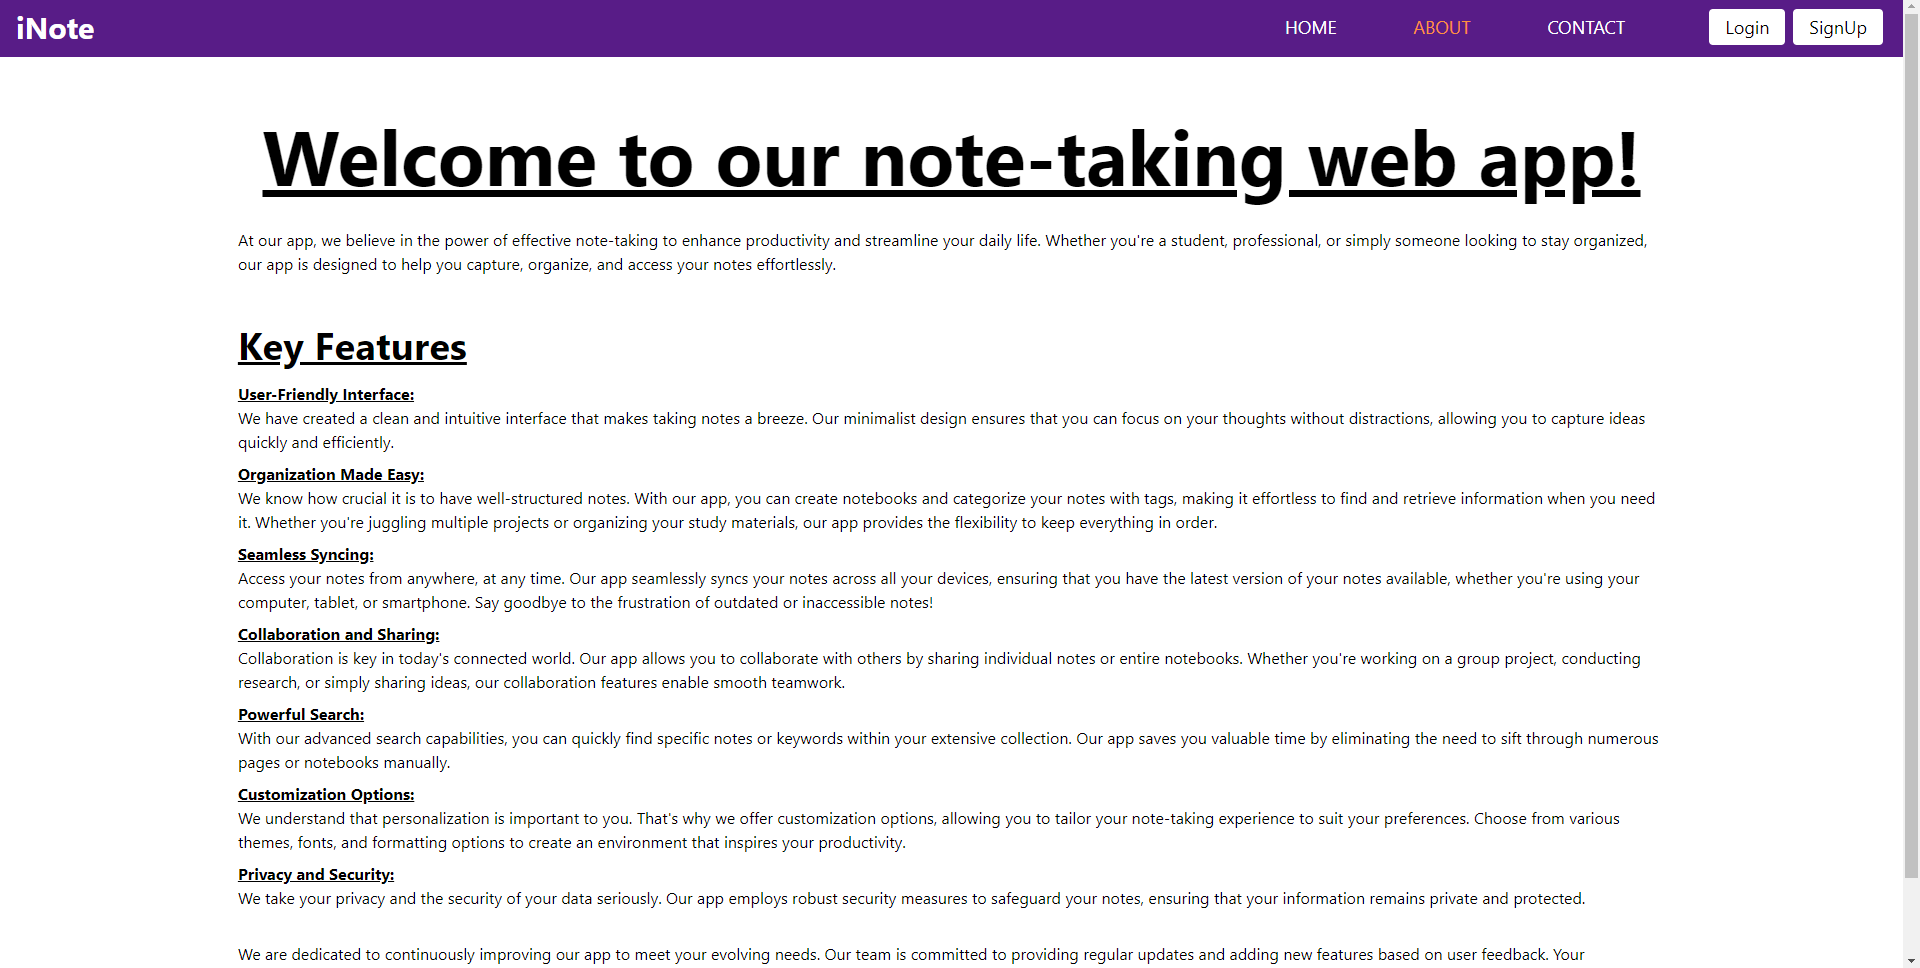 iNote
HOME
ABOUT
CONTACT
Login
SignUp
Welcome to our note-taking web app!
At our app, we believe in the power of effective note-taking to enhance productivity and streamline your daily life. Whether you're a student, professional, or simply someone looking to stay organized,
our app is designed to help you capture, organize, and access your notes effortlessly.
Key Features
User-Friendly Interface:
We have created a clean and intuitive interface that makes taking notes a breeze. Our minimalist design ensures that you can focus on your thoughts without distractions, allowing you to capture ideas
quickly and efficiently.
Organization Made Easy:
We know how crucial it is to have well-structured notes. With our app, you can create notebooks and categorize your notes with tags, making it effortless to find and retrieve information when you need
it. Whether you're juggling multiple projects or organizing your study materials, our app provides the flexibility to keep everything in order.
Seamless Syncing:
Access your notes from anywhere, at any time. Our app seamlessly syncs your notes across all your devices, ensuring that you have the latest version of your notes available, whether you're using your
computer, tablet, or smartphone. Say goodbye to the frustration of outdated or inaccessible notes!
Collaboration and Sharing:
Collaboration is key in today's connected world. Our app allows you to collaborate with others by sharing individual notes or entire notebooks. Whether you're working on a group project, conducting
research, or simply sharing ideas, our collaboration features enable smooth teamwork.
Powerful Search:
With our advanced search capabilities, you can quickly find specific notes or keywords within your extensive collection. Our app saves you valuable time by eliminating the need to sift through numerous
pages or notebooks manually.
Customization Options:
We understand that personalization is important to you. That's why we offer customization options, allowing you to tailor your note-taking experience to suit your preferences. Choose from various
themes, fonts, and formatting options to create an environment that inspires your productivity.
Privacy and Security:
We take your privacy and the security of your data seriously. Our app employs robust security measures to safeguard your notes, ensuring that your information remains private and protected.
We are dedicated to continuously improving our app to meet your evolving needs. Our team is committed to providing regular updates and adding new features based on user feedback. Your